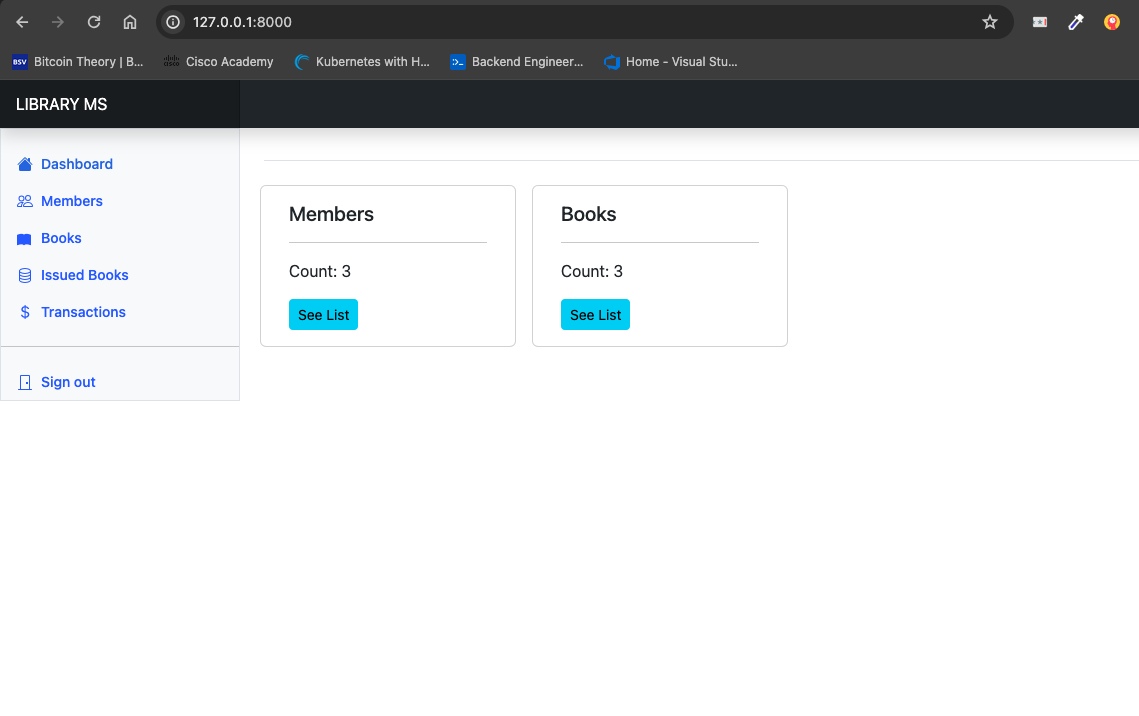 127.0.0.1:8000
BSV Bitcoin Theory | B... Cisco Academy Kubernetes with H... Backend Engineer... Home - Visual Stu...
LIBRARY MS
Dashboard
Members
Books
Issued Books
Transactions
Sign out
Members
Count: 3
See List
Books
Count: 3
See List